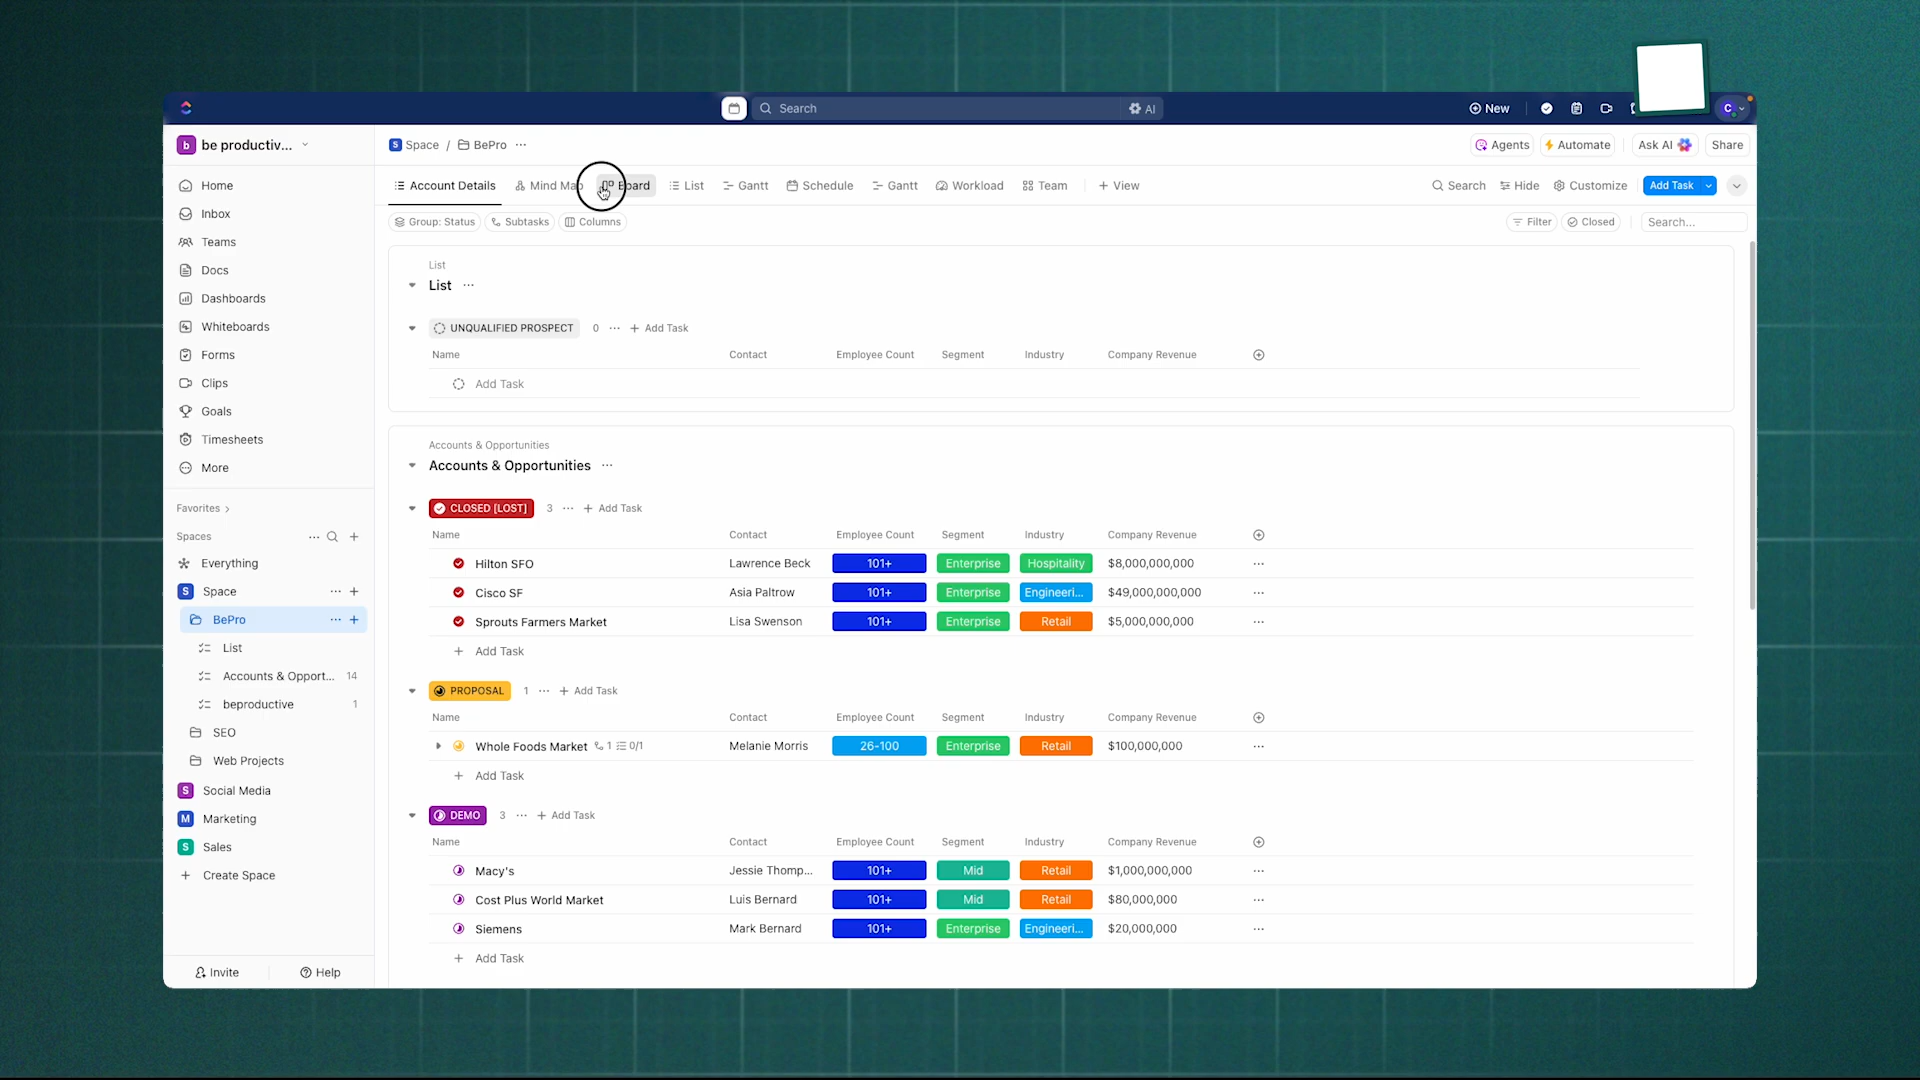 Search
AI
New
C
b be productiv...
S Space / BePro ...
Agents
Automate
Ask AI
Share
Home
Inbox
Teams
Docs
Dashboards
Whiteboards
Forms
Clips
Goals
Timesheets
More
Favorites
Spaces
Everything
S Space
BePro
List
Accounts & Opport... 14
beproductive 1
SEO
Web Projects
S Social Media
M Marketing
S Sales
Create Space
Invite
Help
Account Details
Mind Map
Board
List
Gantt
Schedule
Gantt
Workload
Team
+ View
Search
Hide
Customize
Add Task
Group: Status
Subtasks
Columns
Filter
Closed
Search...
List
List ...
UNQUALIFIED PROSPECT 0 ... + Add Task
Name Contact Employee Count Segment Industry Company Revenue
Add Task
Accounts & Opportunities
Accounts & Opportunities ...
CLOSED [LOST] 3 ... + Add Task
Name Contact Employee Count Segment Industry Company Revenue
Hilton SFO Lawrence Beck 101+ Enterprise Hospitality $8,000,000,000 ...
Cisco SF Asia Paltrow 101+ Enterprise Engineeri... $49,000,000,000 ...
Sprouts Farmers Market Lisa Swenson 101+ Enterprise Retail $5,000,000,000 ...
+ Add Task
PROPOSAL 1 ... + Add Task
Name Contact Employee Count Segment Industry Company Revenue
Whole Foods Market 1 0/1 Melanie Morris 26-100 Enterprise Retail $100,000,000 ...
+ Add Task
DEMO 3 ... + Add Task
Name Contact Employee Count Segment Industry Company Revenue
Macy's Jessie Thomp... 101+ Mid Retail $1,000,000,000 ...
Cost Plus World Market Luis Bernard 101+ Mid Retail $80,000,000 ...
Siemens Mark Bernard 101+ Enterprise Engineeri... $20,000,000 ...
+ Add Task